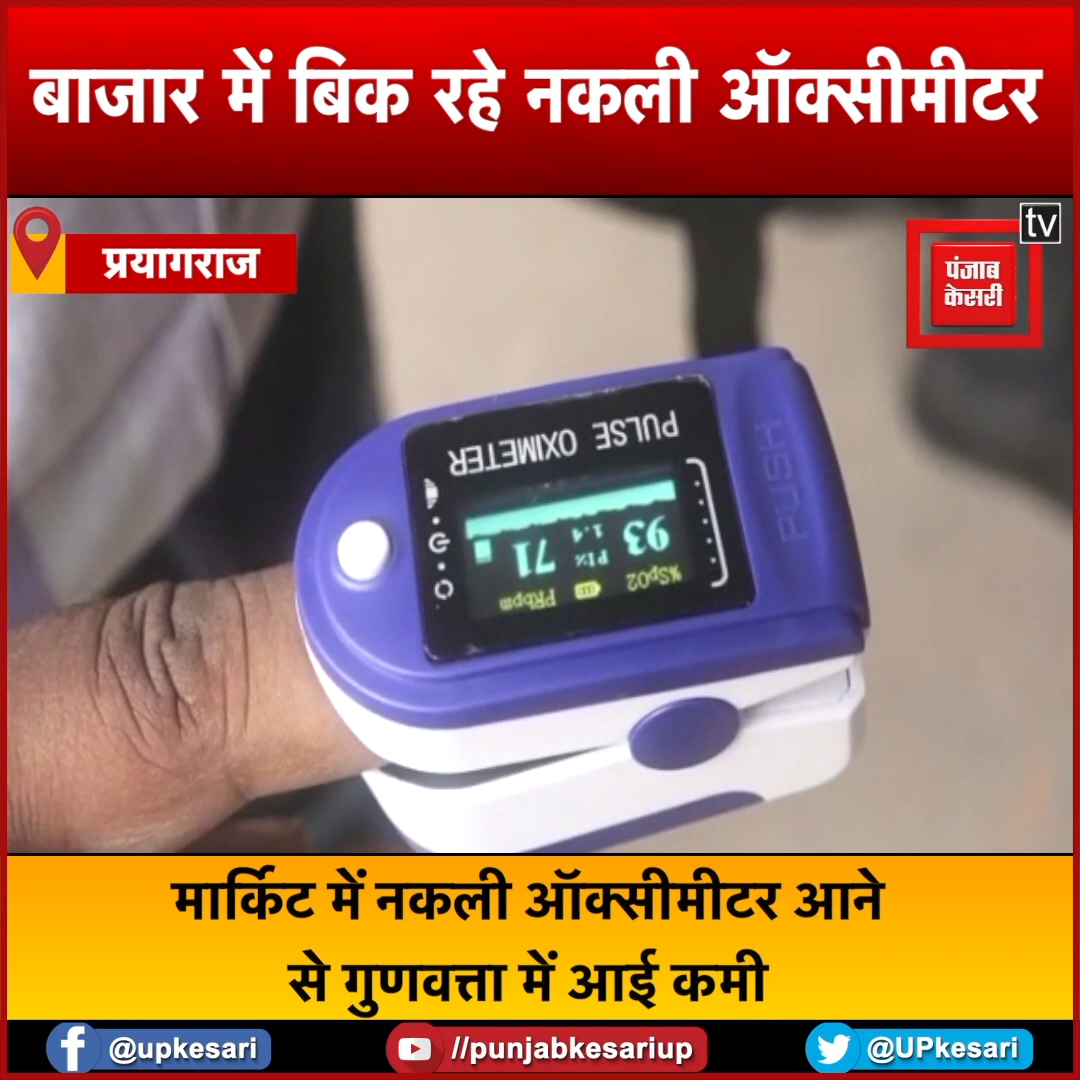 बाजार में बिक रहे नकली ऑक्सीमीटर
प्रयागराज
tv
पंजाब
केसरी
PULSE OXIMETER
%SpO2
PRbpm
93
PI%
1.4
71
PUSH
मार्किट में नकली ऑक्सीमीटर आने
से गुणवत्ता में आई कमी
@upkesari
//punjabkesariup
@UPkesari